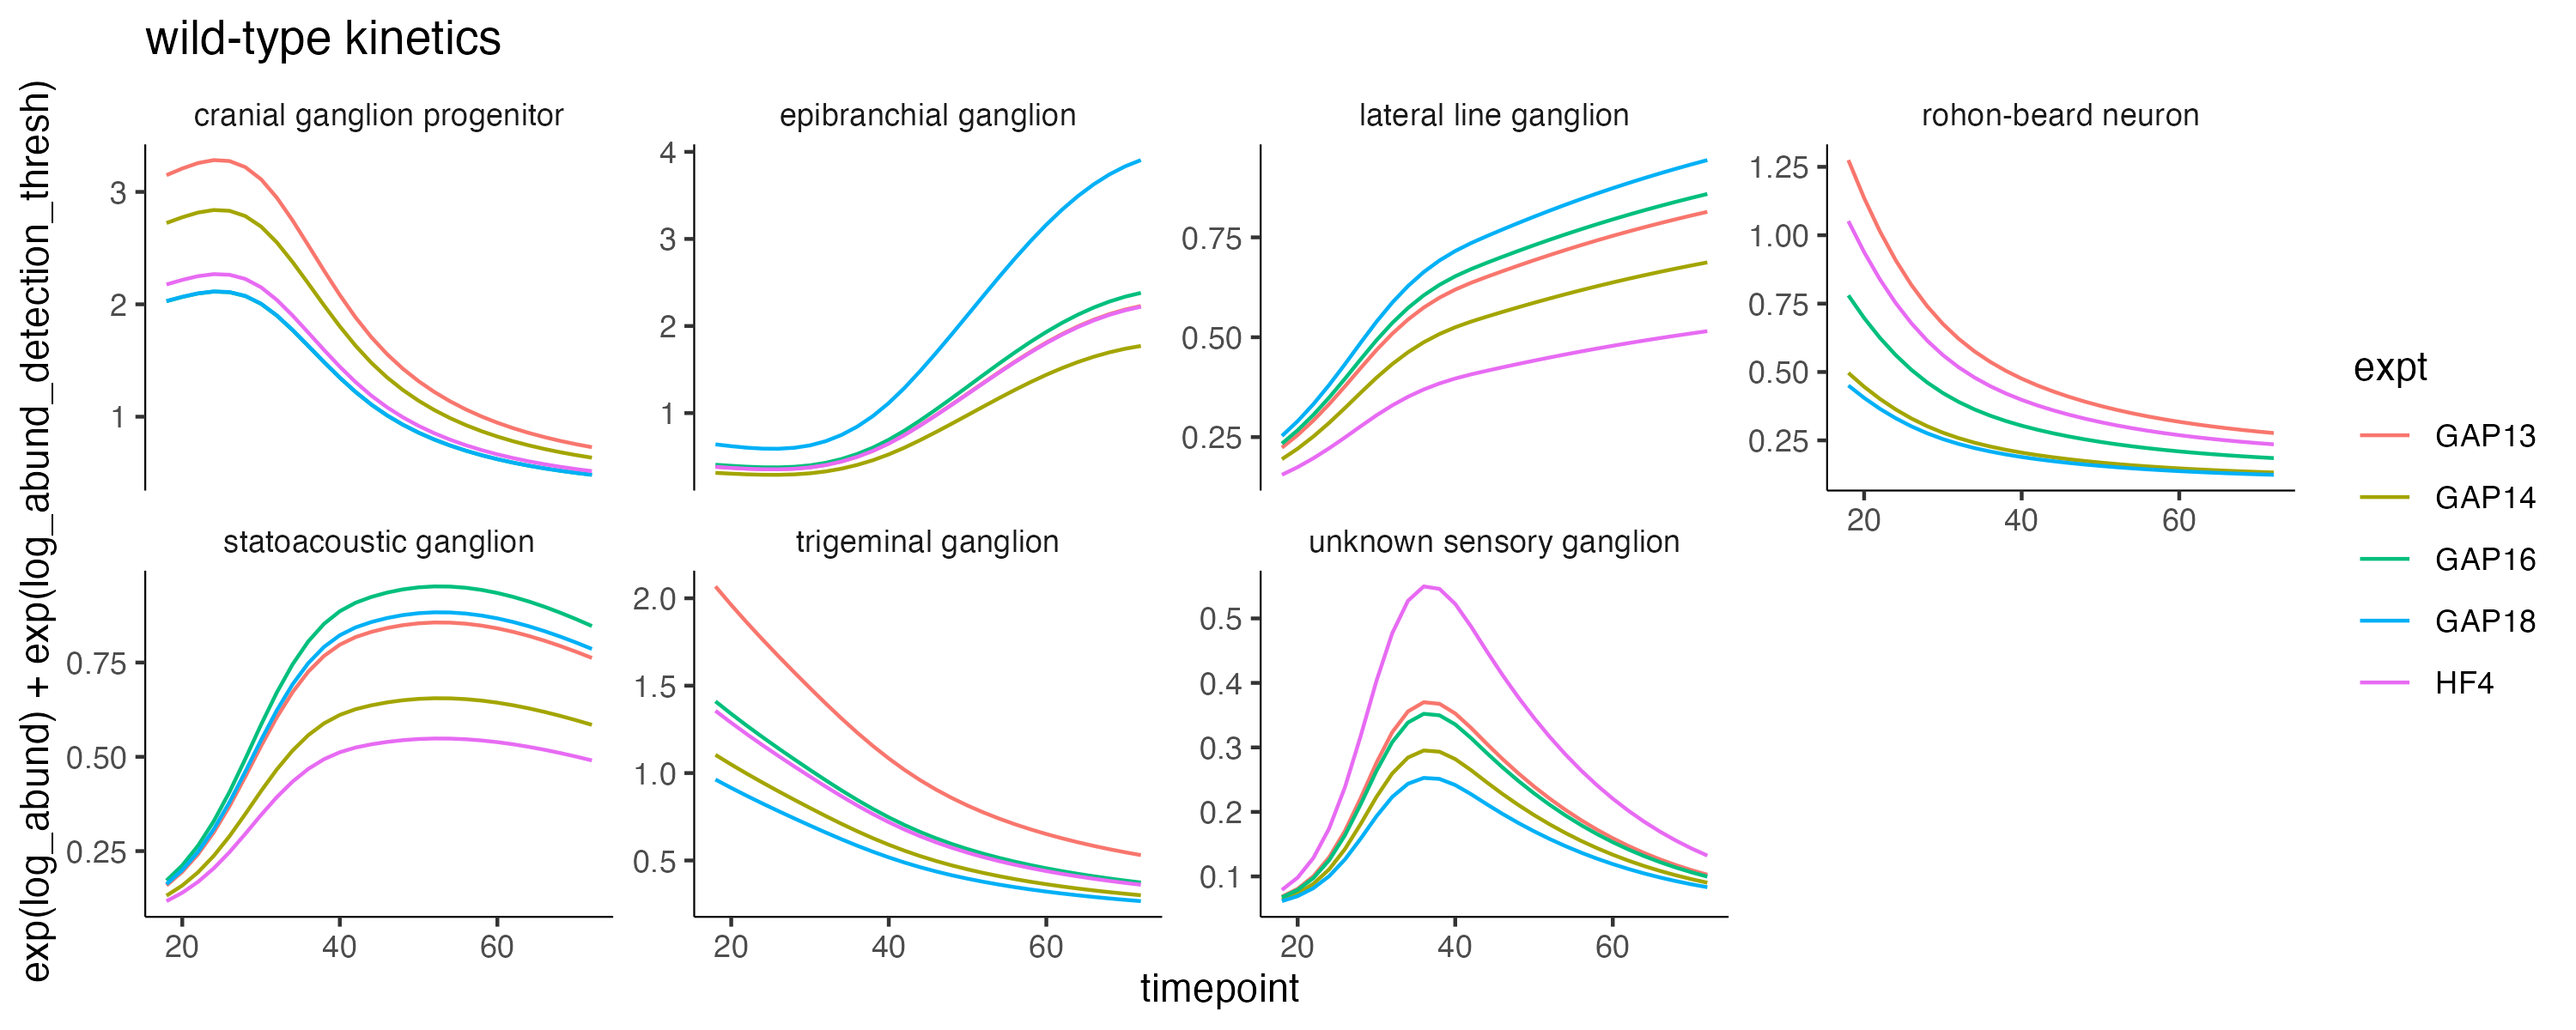 wild-type kinetics
exp(log_abund) + exp(log_abund_detection_thresh)
cranial ganglion progenitor
3
2
1
epibranchial ganglion
4
3
2
1
lateral line ganglion
0.75
0.50
0.25
rohon-beard neuron
1.25
1.00
0.75
0.50
0.25
20 40 60
statoacoustic ganglion
0.75
0.50
0.25
20 40 60
trigeminal ganglion
2.0
1.5
1.0
0.5
20 40 60
unknown sensory ganglion
0.5
0.4
0.3
0.2
0.1
20 40 60
timepoint
expt
GAP13
GAP14
GAP16
GAP18
HF4